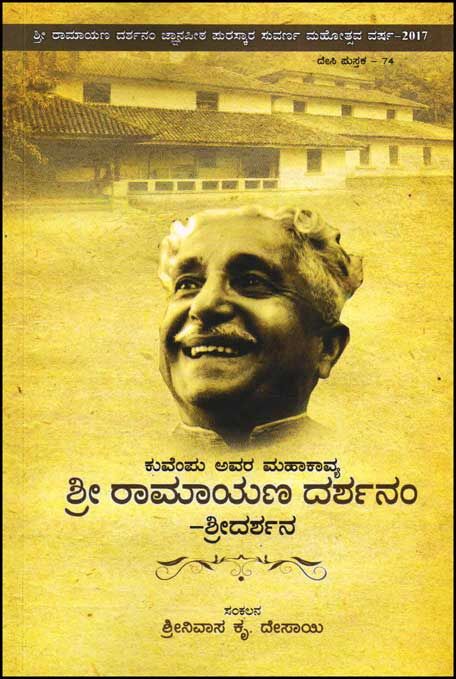 ಶ್ರೀ ರಾಮಾಯಣ ದರ್ಶನಂ ಜ್ಞಾನಪೀಠ ಪುರಸ್ಕಾರ ಸುವರ್ಣ ಮಹೋತ್ಸವ ವರ್ಷ-2017
ದೇಸಿ ಪುಸ್ತಕ - 74
ಕುವೆಂಪು ಅವರ ಮಹಾಕಾವ್ಯ
ಶ್ರೀ ರಾಮಾಯಣ ದರ್ಶನಂ
-ಶ್ರೀದರ್ಶನ
ಸಂಕಲನ
ಶ್ರೀನಿವಾಸ ಕೃ. ದೇಸಾಯಿ